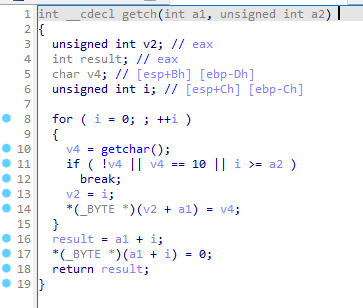 1 int __cdecl getch(int a1, unsigned int a2)
2 {
3 unsigned int v2; // eax
4 int result; // eax
5 char v4; // [esp+Bh] [ebp-Dh]
6 unsigned int i; // [esp+Ch] [ebp-Ch]
7
8 for ( i = 0; ; ++i )
9 {
10 v4 = getchar();
11 if ( !v4 || v4 == 10 || i >= a2 )
12 break;
13 v2 = i;
14 *(_BYTE *)(v2 + a1) = v4;
15 }
16 result = a1 + i;
17 *(_BYTE *)(a1 + i) = 0;
18 return result;
19 }